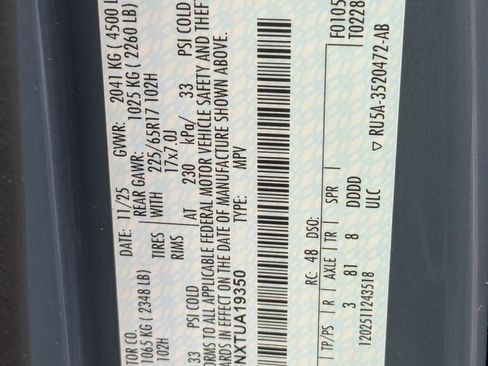 TOR CO.
DATE: 11/25 GVWR: 2041 KG ( 4500 L
1065 KG ( 2348 LB) REAR GAWR: 1025 KG ( 2260 LB)
102H TIRES WITH 225/65R17 102H
RIMS 17x7.0J
33 PSI COLD AT 230 kPa/ 33 PSI COLD
ORMS TO ALL APPLICABLE FEDERAL MOTOR VEHICLE SAFETY AND THEFT
ARDS IN EFFECT ON THE DATE OF MANUFACTURE SHOWN ABOVE.
NXTUA19350 TYPE: MPV
F0105
T0228
RC: 48 DSO:
TP/PS R AXLE TR SPR
3 81 8 DDDD
ULC
▽ RU5A-3520472-AB
1202511243518